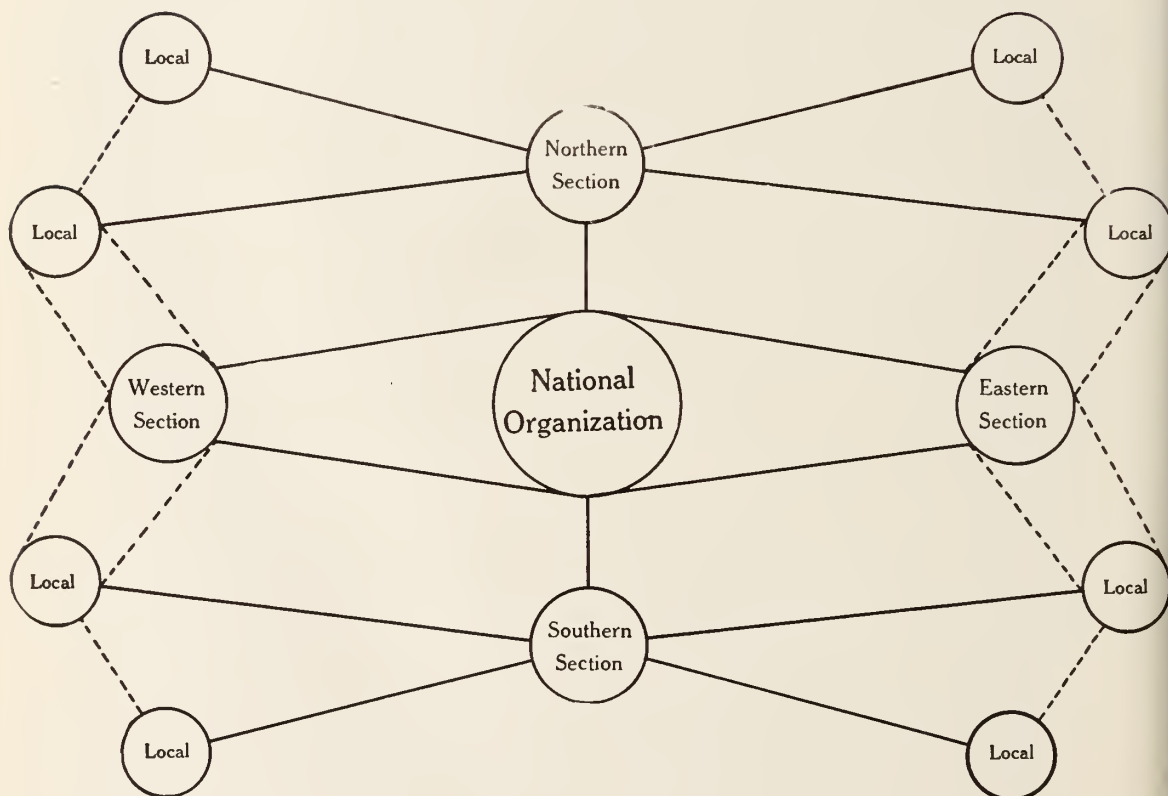 Local
Local
Northern
Section
Local
Local
Western
Section
National
Organization
Eastern
Section
Local
Local
Southern
Section
Local
Local